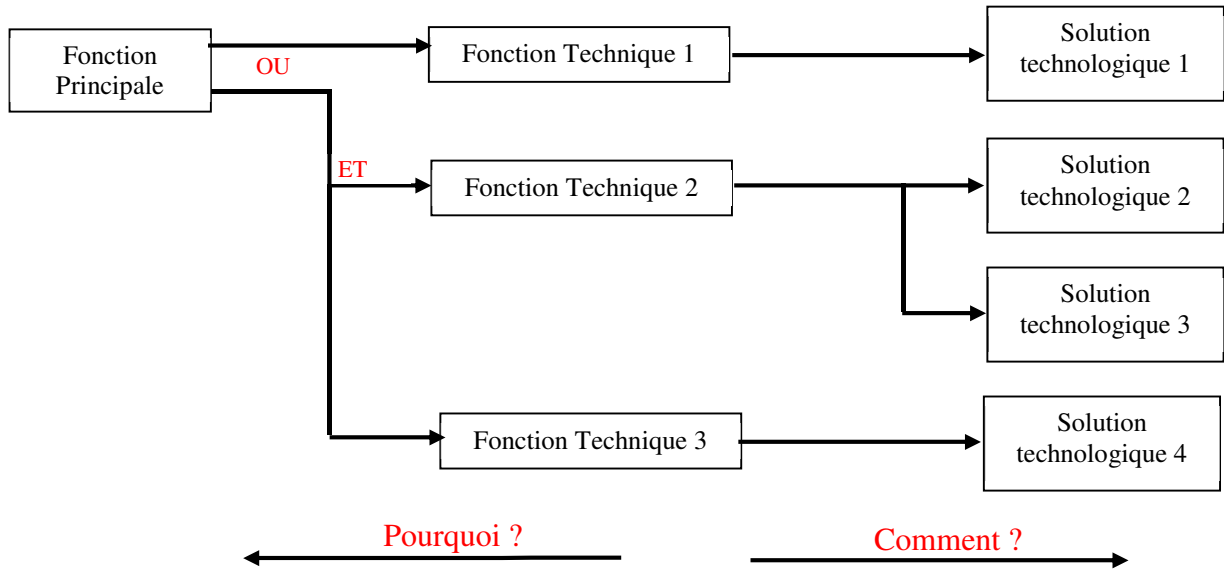 Fonction
Principale
OU
Fonction Technique 1
Solution
technologique 1
ET
Fonction Technique 2
Solution
technologique 2
Solution
technologique 3
Fonction Technique 3
Solution
technologique 4
Pourquoi ?
Comment ?